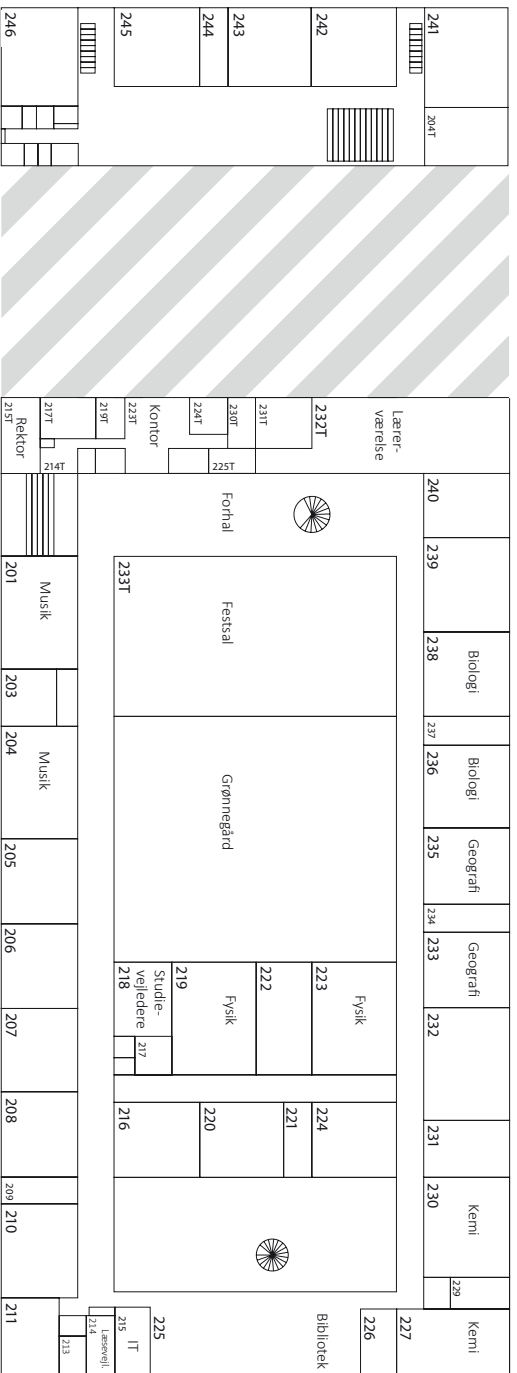 246
245
244
243
242
241
204T
Rektor
215T
217T
214T
219T
223T
Kontor
224T
230T
225T
231T
232T
Lærer-
værelse
Forhal
240
239
Festsal
233T
Musik
201
203
Musik
204
205
206
207
208
209
210
211
Biologi
238
237
Biologi
236
Geografi
235
234
Geografi
233
232
231
Kemi
230
229
Kemi
227
226
Grønnegård
Studie-
vejledere
218
217
219
Fysik
222
Fysik
223
216
220
221
224
Bibliotek
225
IT
215
Læsevejl.
214
213